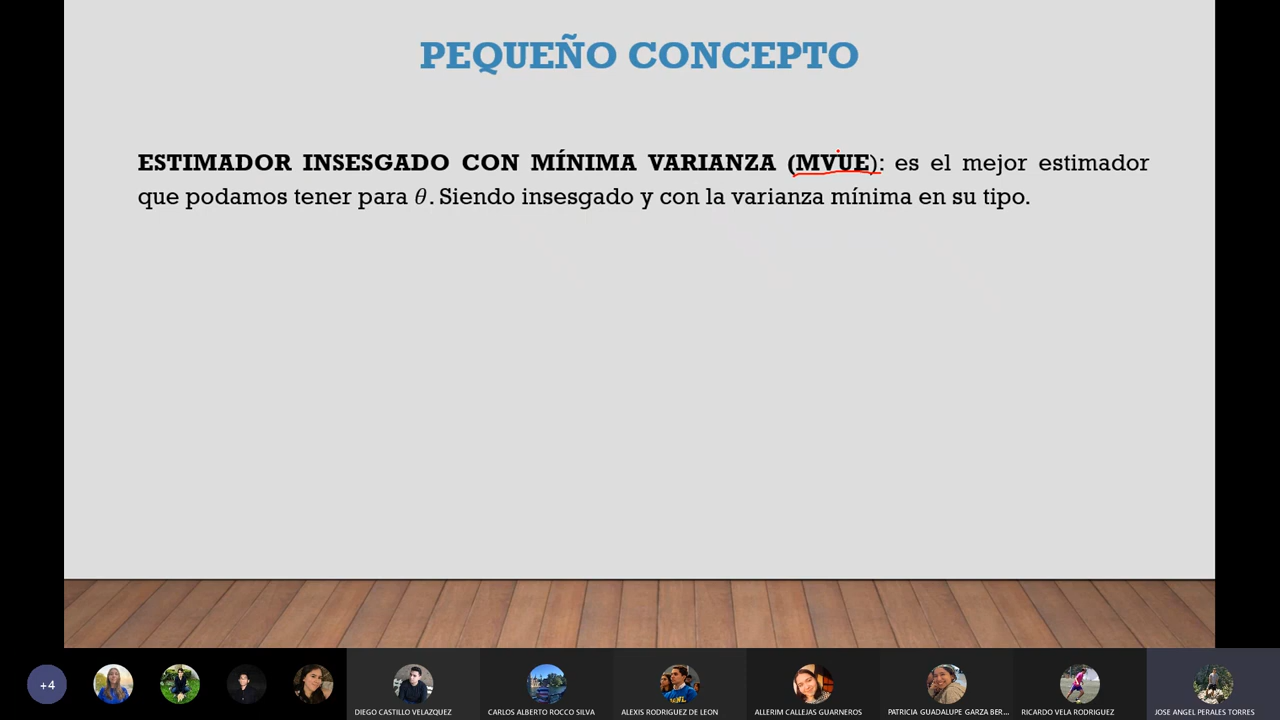 PEQUEÑO CONCEPTO
ESTIMADOR INSESGADO CON MÍNIMA VARIANZA (MVUE): es el mejor estimador
que podamos tener para θ. Siendo insesgado y con la varianza mínima en su tipo.
+4
DIEGO CASTILLO VELAZQUEZ
CARLOS ALBERTO ROCCO SILVA
ALEXIS RODRIGUEZ DE LEON
ALLERIM CALLEJAS GUARNEROS
PATRICIA GUADALUPE GARZA BER...
RICARDO VELA RODRIGUEZ
JOSE ANGEL PERALES TORRES